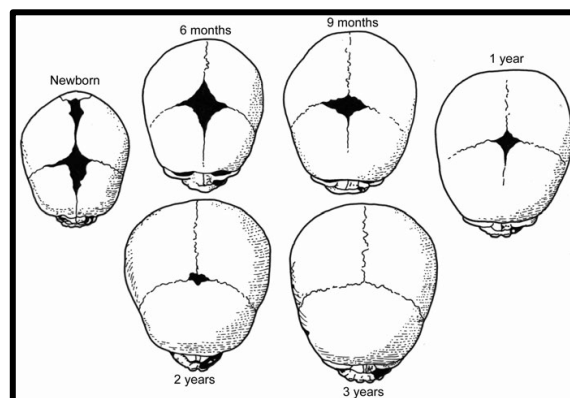 Newborn
6 months
9 months
1 year
2 years
3 years